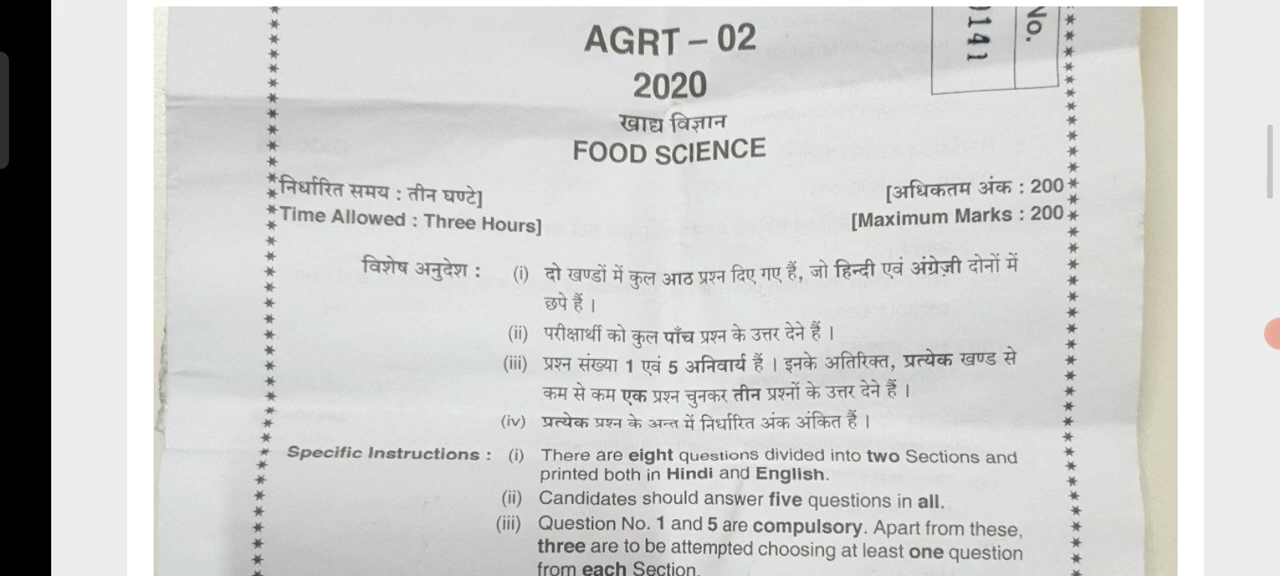 AGRT – 02
2020
खाद्य विज्ञान
FOOD SCIENCE
No.
0141
निर्धारित समय : तीन घण्टे]
[अधिकतम अंक : 200
Time Allowed : Three Hours]
[Maximum Marks : 200
विशेष अनुदेश : (i) दो खण्डों में कुल आठ प्रश्न दिए गए हैं, जो हिन्दी एवं अंग्रेज़ी दोनों में
छपे हैं ।
(ii) परीक्षार्थी को कुल पाँच प्रश्न के उत्तर देने हैं ।
(iii) प्रश्न संख्या 1 एवं 5 अनिवार्य हैं । इनके अतिरिक्त, प्रत्येक खण्ड से
कम से कम एक प्रश्न चुनकर तीन प्रश्नों के उत्तर देने हैं ।
(iv) प्रत्येक प्रश्न के अन्त में निर्धारित अंक अंकित हैं ।
Specific Instructions : (i) There are eight questions divided into two Sections and
printed both in Hindi and English.
(ii) Candidates should answer five questions in all.
(iii) Question No. 1 and 5 are compulsory. Apart from these,
three are to be attempted choosing at least one question
from each Section.